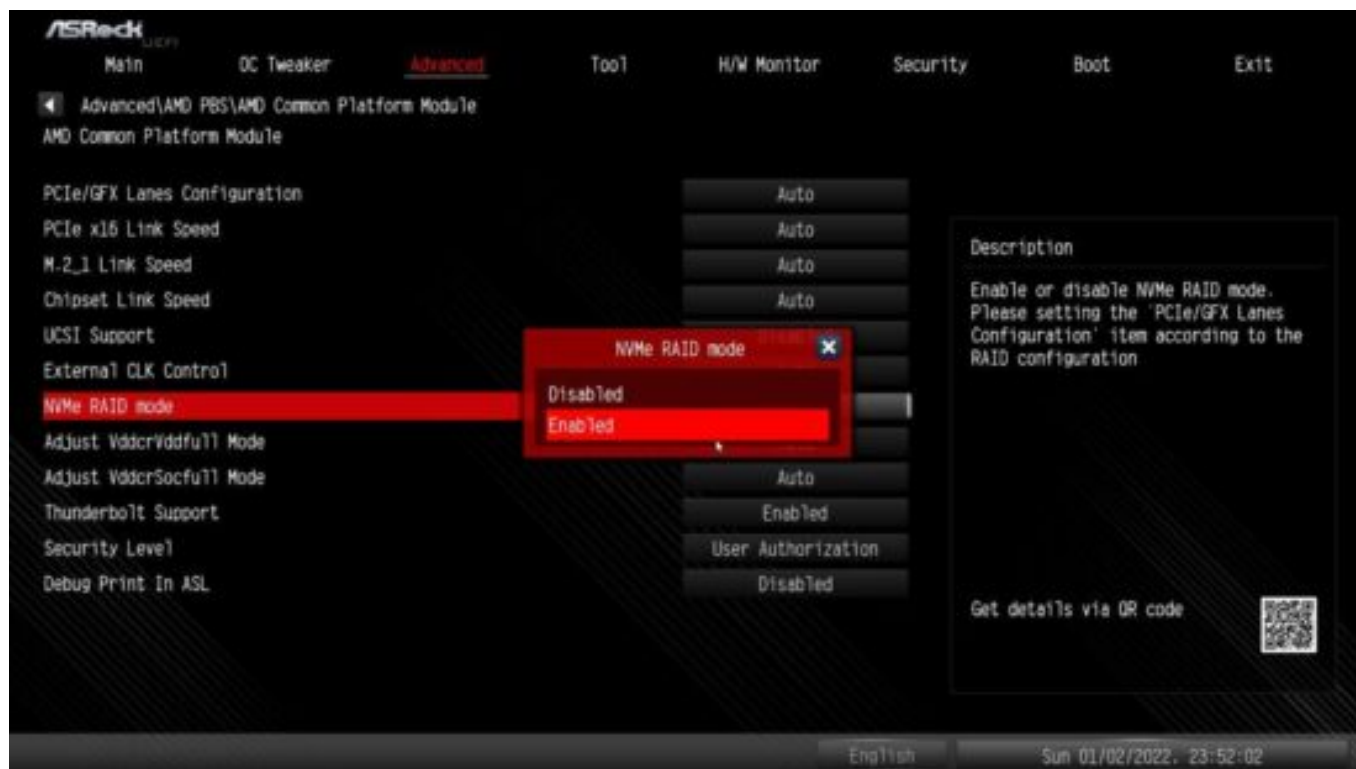 ASRock
UEFI
Main OC Tweaker Advanced Tool H/W Monitor Security Boot Exit
Advanced\AMD PBS\AMD Common Platform Module
AMD Common Platform Module
PCIe/GFX Lanes Configuration Auto
PCIe x16 Link Speed Auto
M.2_1 Link Speed Auto
Chipset Link Speed Auto
UCSI Support
External CLK Control
NVMe RAID mode
Adjust VddcrVddfull Mode
Adjust VddcrSocfull Mode Auto
Thunderbolt Support Enabled
Security Level User Authorization
Debug Print In ASL Disabled
NVMe RAID mode
Disabled
Enabled
Description
Enable or disable NVMe RAID mode.
Please setting the 'PCIe/GFX Lanes
Configuration' item according to the
RAID configuration
Get details via QR code
English Sun 01/02/2022. 23:52:02